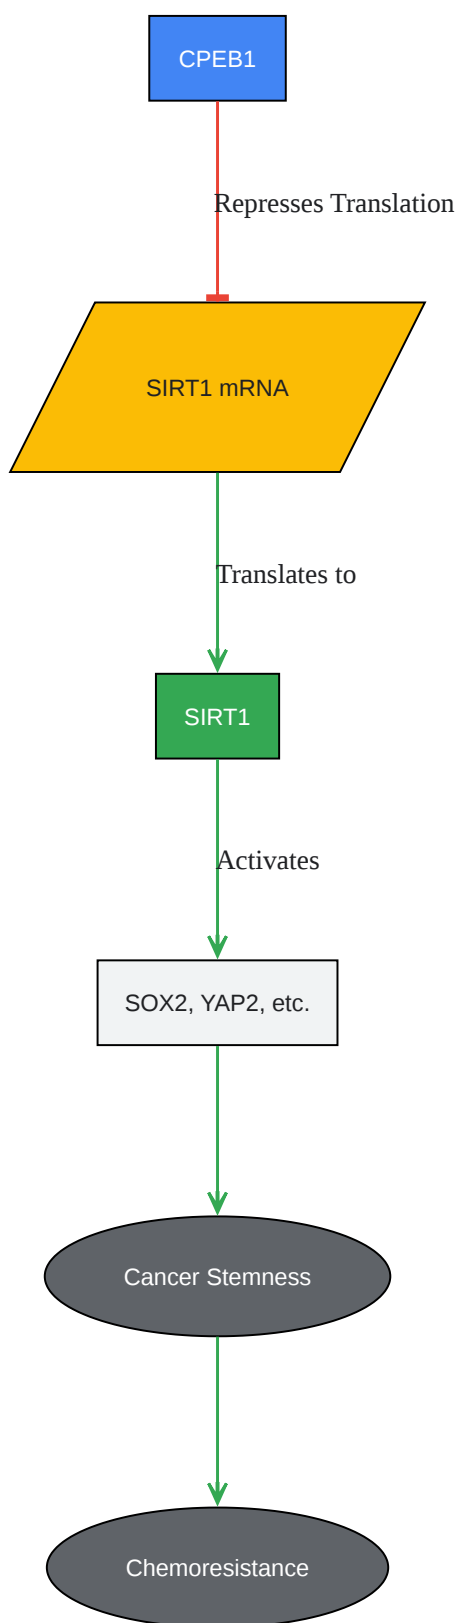 CPEB1
Represses Translation
SIRT1 mRNA
Translates to
SIRT1
Activates
SOX2, YAP2, etc.
Cancer Stemness
Chemoresistance